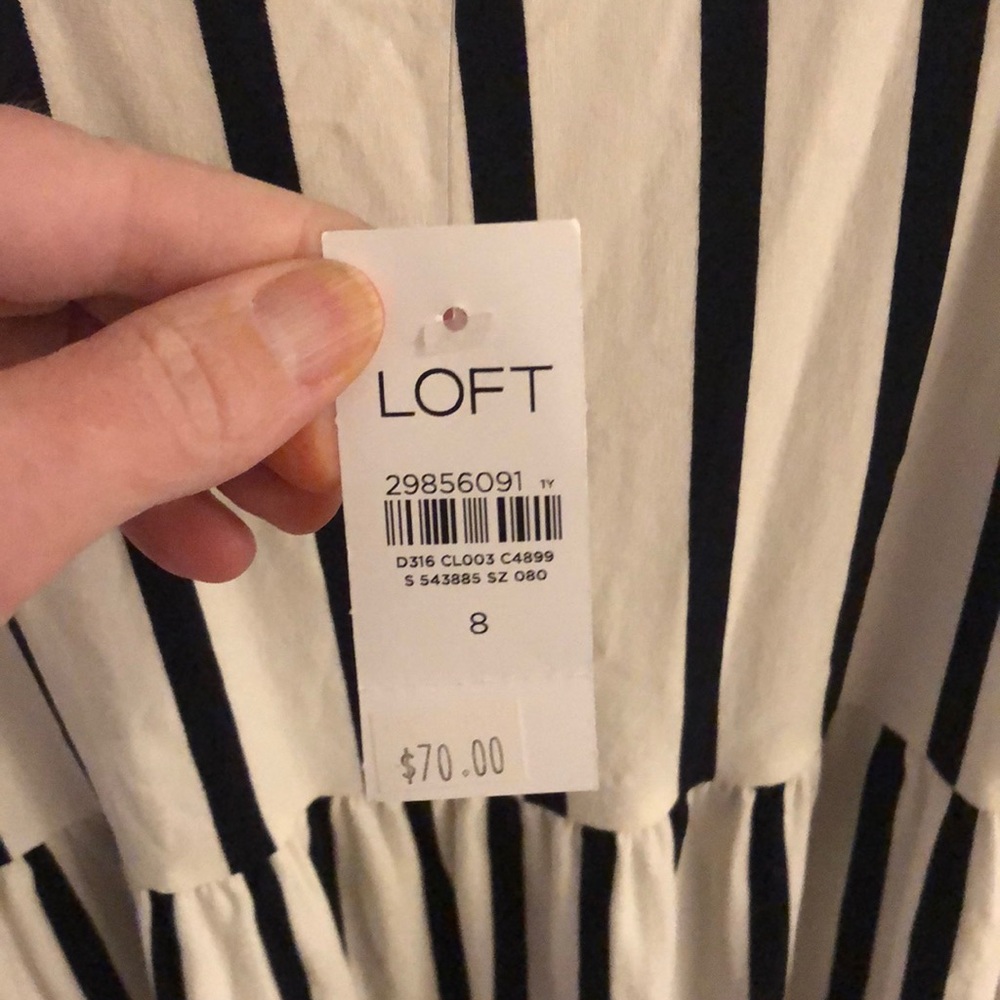 LOFT
29856091 1Y
D316 CL003 C4899
S 543885 SZ 080
8
$70.00